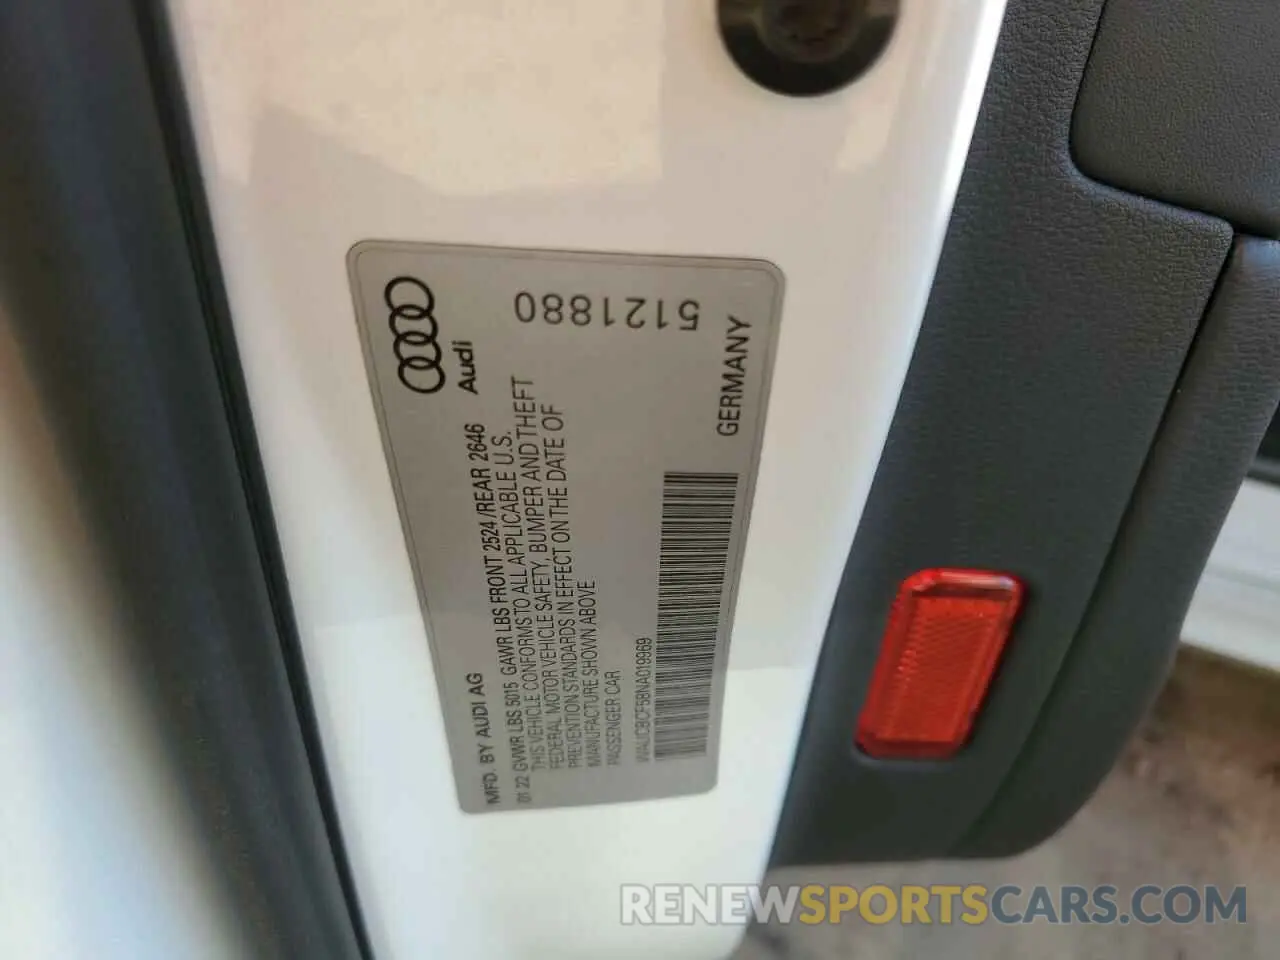 Audi
5121880
MFD. BY AUDI AG
01 22 GVWR LBS 5015 GAWR LBS FRONT 2524 /REAR 2646
THIS VEHICLE CONFORMS TO ALL APPLICABLE U.S.
FEDERAL MOTOR VEHICLE SAFETY, BUMPER AND THEFT
PREVENTION STANDARDS IN EFFECT ON THE DATE OF
MANUFACTURE SHOWN ABOVE
PASSENGER CAR
WAUCBCF58NA019969
GERMANY
RENEWSPORTSCARS.COM